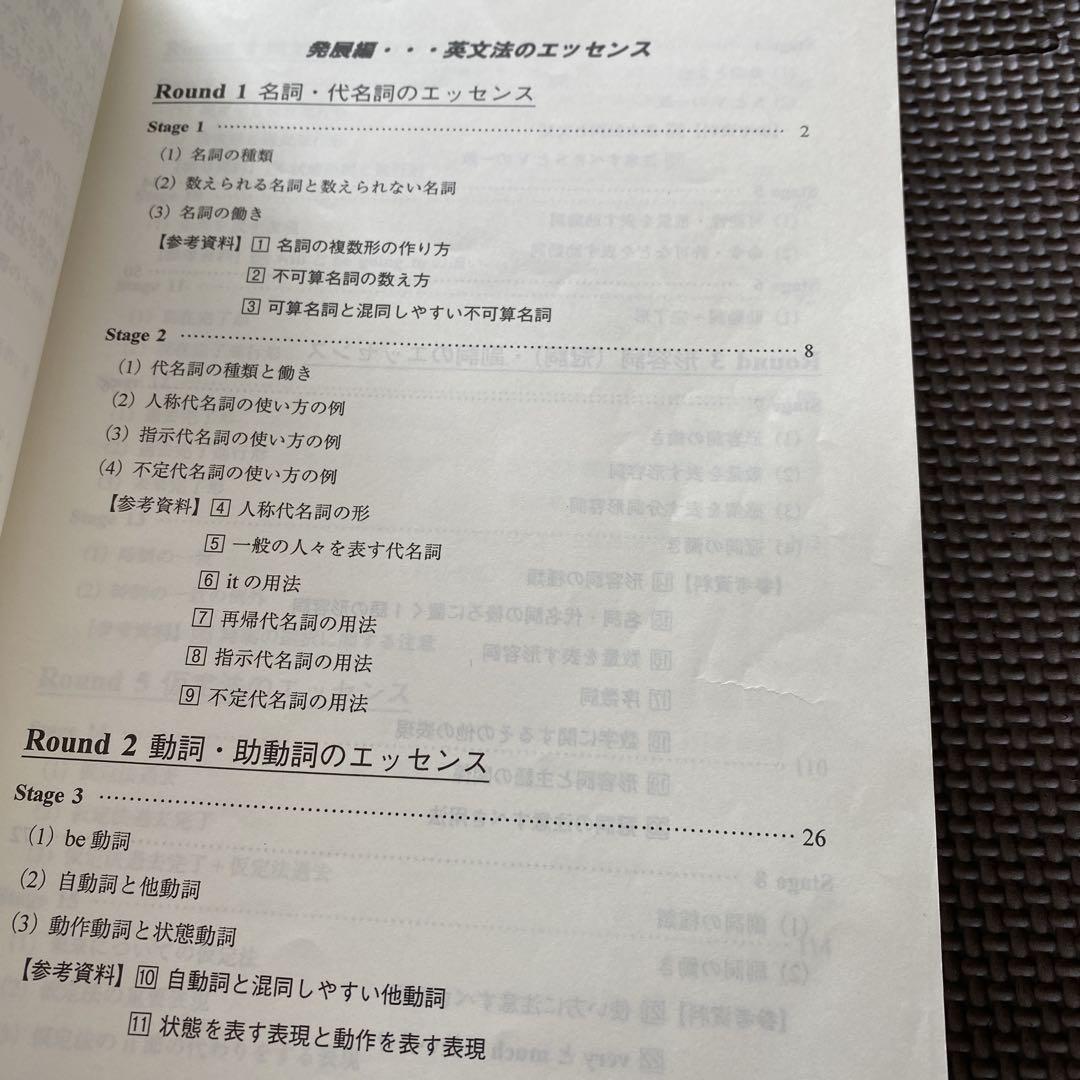 発展編・・・英文法のエッセンス
Round 1 名詞・代名詞のエッセンス
Stage 1 ……………………………… 2
(1) 名詞の種類
(2) 数えられる名詞と数えられない名詞
(3) 名詞の働き
【参考資料】1 名詞の複数形の作り方
2 不可算名詞の数え方
3 可算名詞と混同しやすい不可算名詞
Stage 2 ……………………………… 8
(1) 代名詞の種類と働き
(2) 人称代名詞の使い方の例
(3) 指示代名詞の使い方の例
(4) 不定代名詞の使い方の例
【参考資料】4 人称代名詞の形
5 一般の人々を表す代名詞
6 itの用法
7 再帰代名詞の用法
8 指示代名詞の用法
9 不定代名詞の用法
Round 2 動詞・助動詞のエッセンス
Stage 3 ……………………………… 26
(1) be動詞
(2) 自動詞と他動詞
(3) 動作動詞と状態動詞
【参考資料】10 自動詞と混同しやすい他動詞
11 状態を表す表現と動作を表す表現